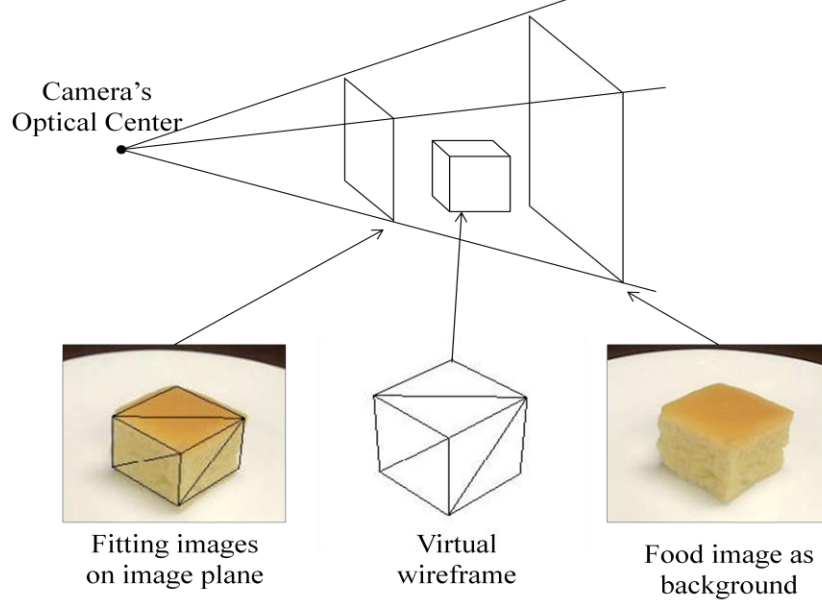 Camera's
Optical Center
Fitting images
on image plane
Virtual
wireframe
Food image as
background